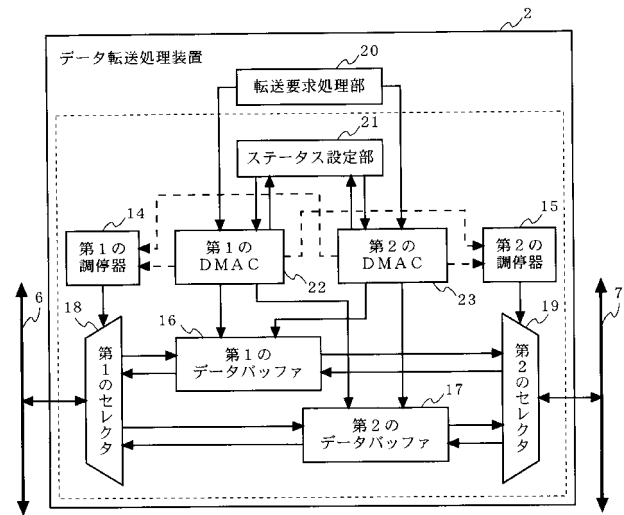 2
データ転送処理装置
20
転送要求処理部
21
ステータス設定部
14
第1の
調停器
第1の
DMAC
22
第2の
DMAC
23
15
第2の
調停器
6
18
第1のセレクタ
16
第1の
データバッファ
17
第2の
データバッファ
19
第2のセレクタ
7